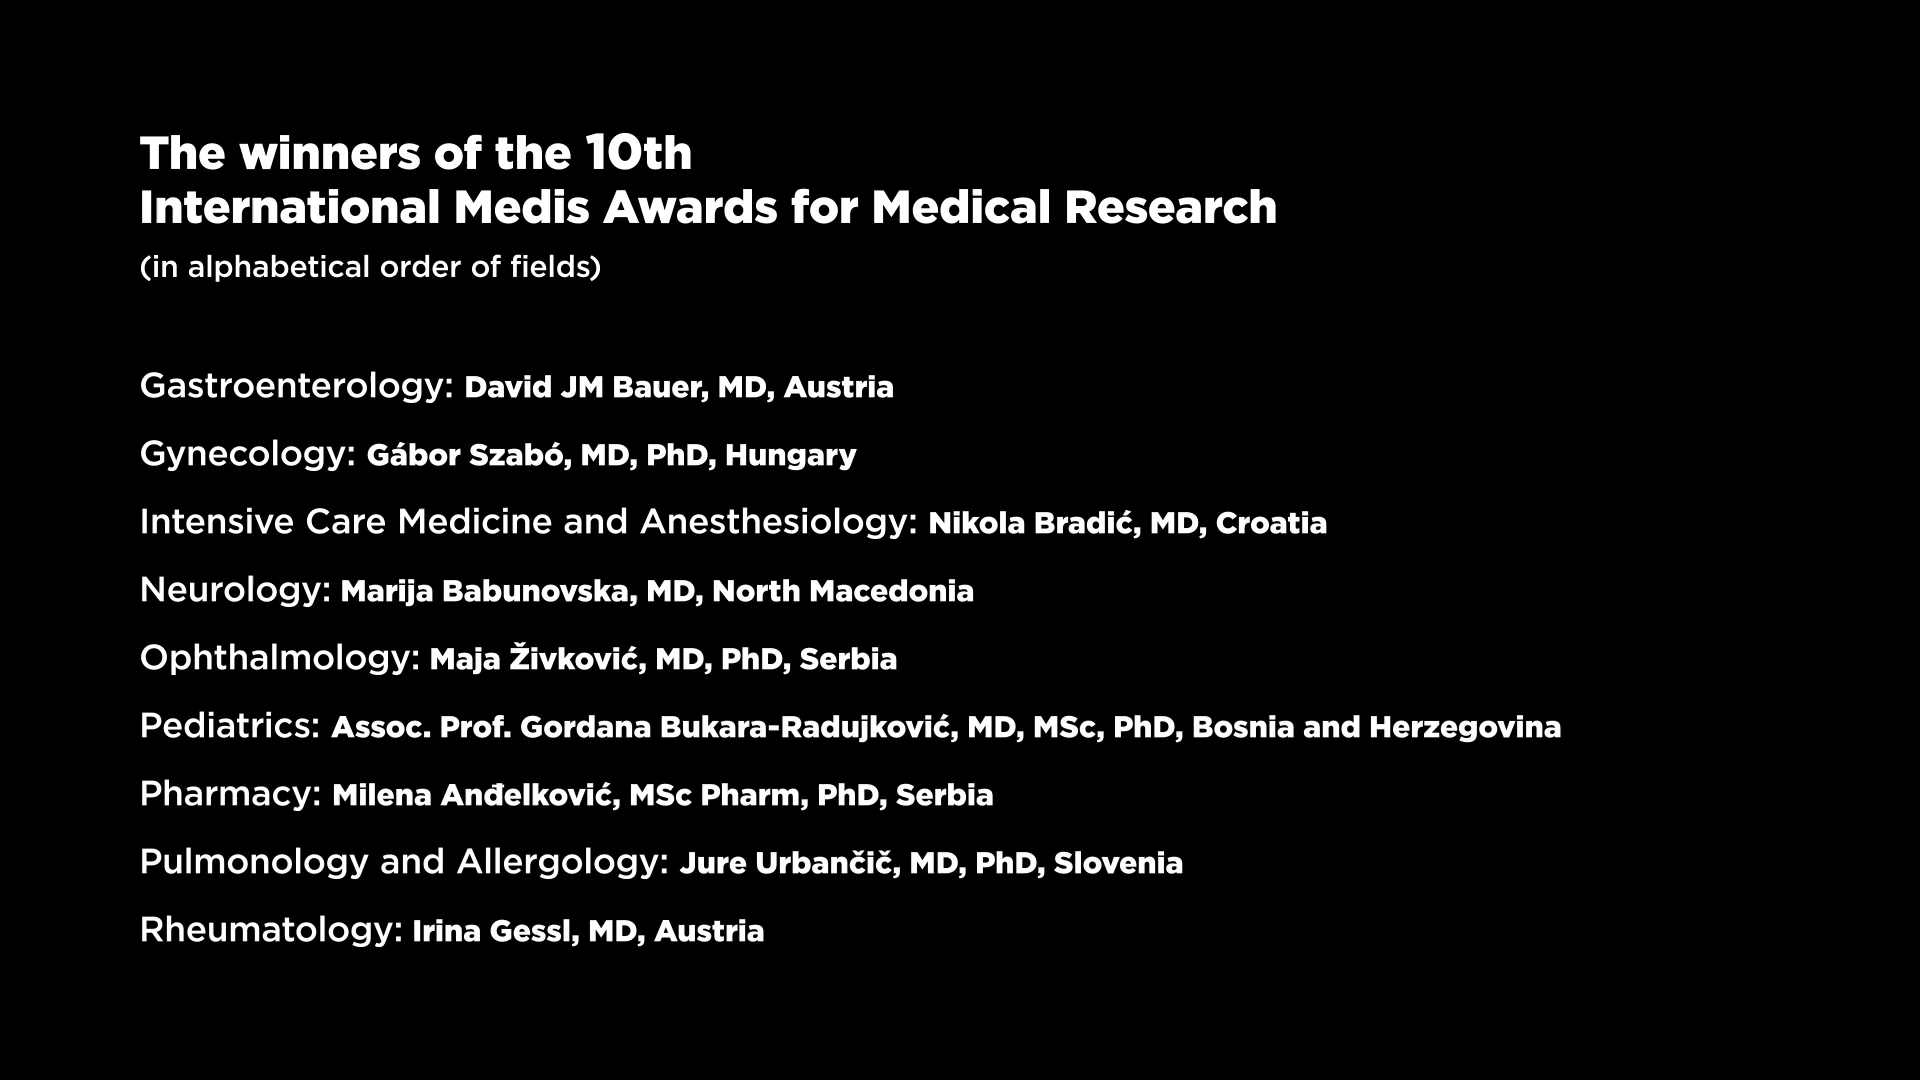 The winners of the 10th
International Medis Awards for Medical Research
(in alphabetical order of fields)
Gastroenterology: David JM Bauer, MD, Austria
Gynecology: Gábor Szabó, MD, PhD, Hungary
Intensive Care Medicine and Anesthesiology: Nikola Bradić, MD, Croatia
Neurology: Marija Babunovska, MD, North Macedonia
Ophthalmology: Maja Živković, MD, PhD, Serbia
Pediatrics: Assoc. Prof. Gordana Bukara-Radujković, MD, MSc, PhD, Bosnia and Herzegovina
Pharmacy: Milena Anđelković, MSc Pharm, PhD, Serbia
Pulmonology and Allergology: Jure Urbančič, MD, PhD, Slovenia
Rheumatology: Irina Gessl, MD, Austria